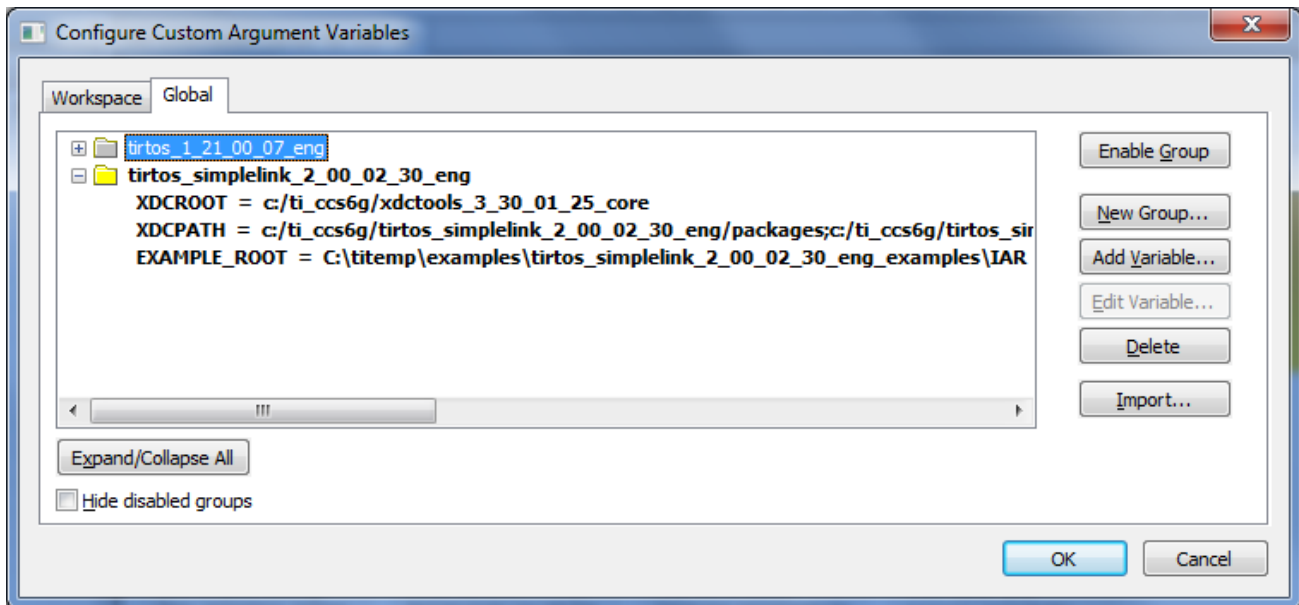 Configure Custom Argument Variables
Workspace
Global
tirtos_1_21_00_07_eng
tirtos_simplelink_2_00_02_30_eng
XDCROOT = c:/ti_ccs6g/xdctools_3_30_01_25_core
XDCPATH = c:/ti_ccs6g/tirtos_simplelink_2_00_02_30_eng/packages;c:/ti_ccs6g/tirtos_sir
EXAMPLE_ROOT = C:\titemp\examples\tirtos_simplelink_2_00_02_30_eng_examples\IAR
Enable Group
New Group...
Add Variable...
Edit Variable...
Delete
Import...
Expand/Collapse All
Hide disabled groups
OK
Cancel